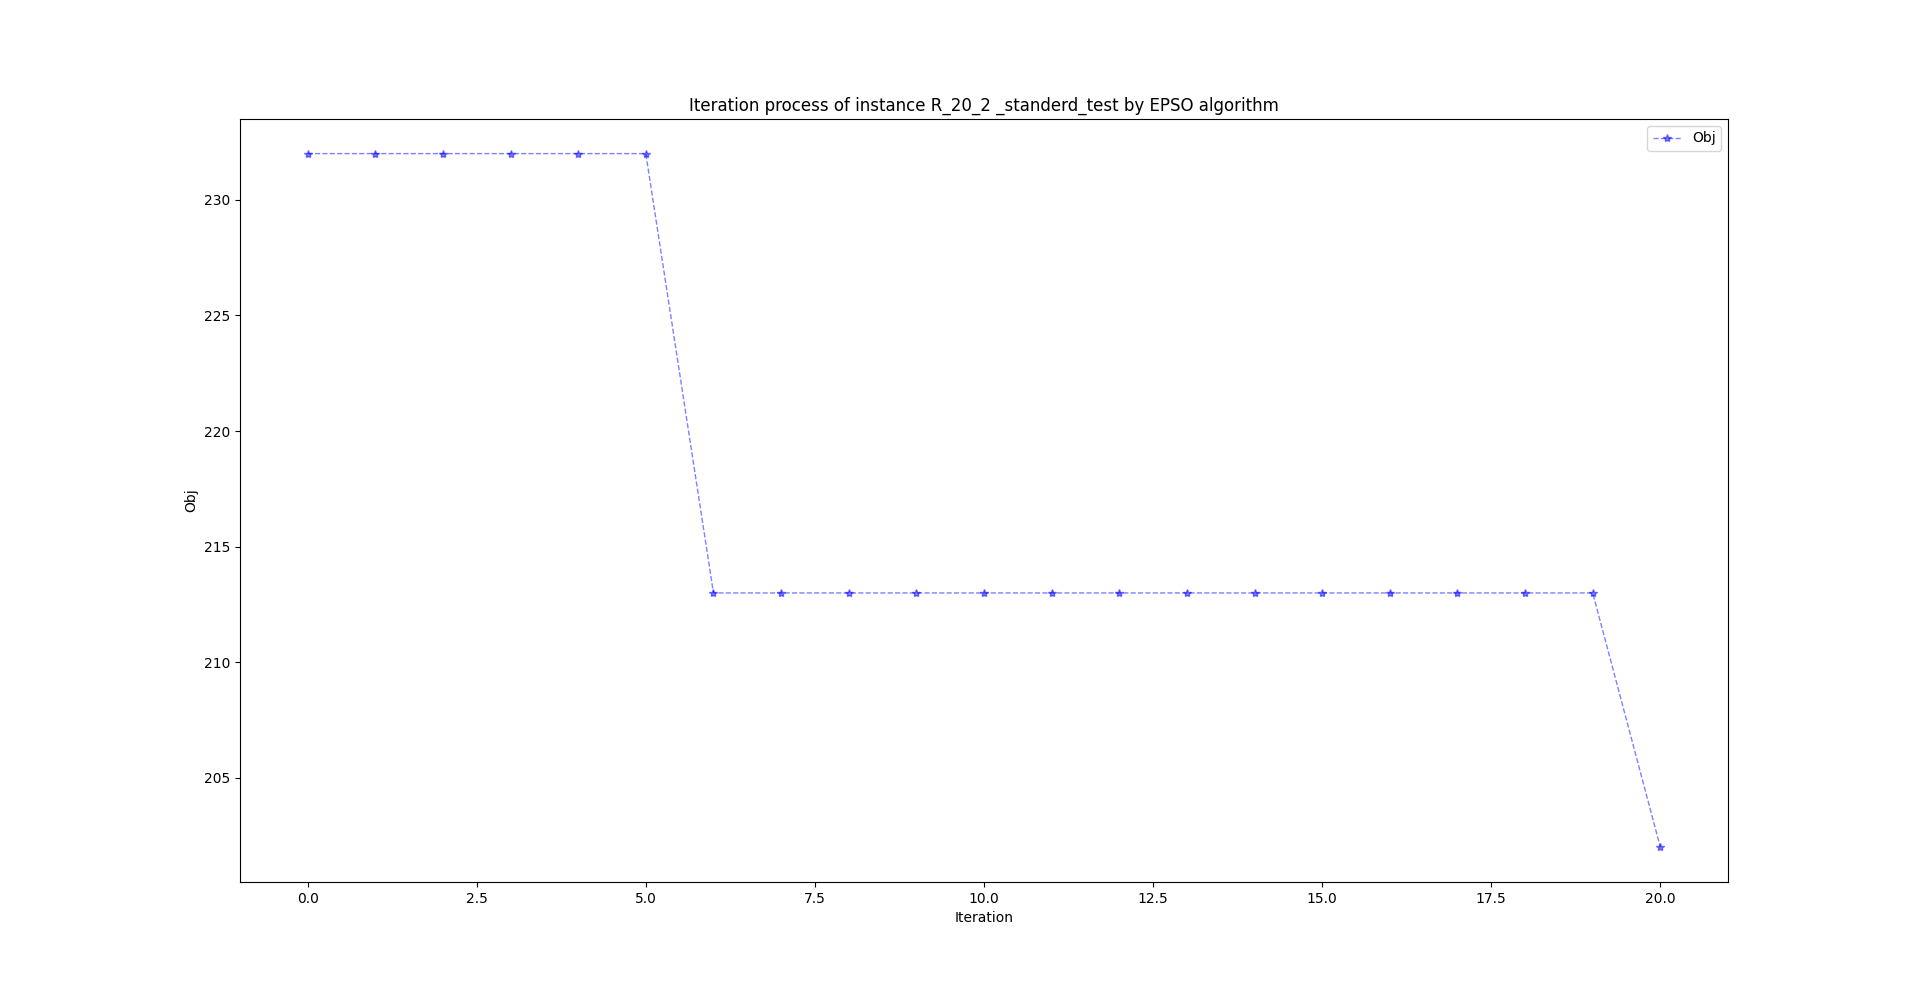 Iteration process of instance R_20_2 _standerd_test by EPSO algorithm
Obj
230
225
220
215
210
205
Obj
0.0 2.5 5.0 7.5 10.0 12.5 15.0 17.5 20.0
Iteration